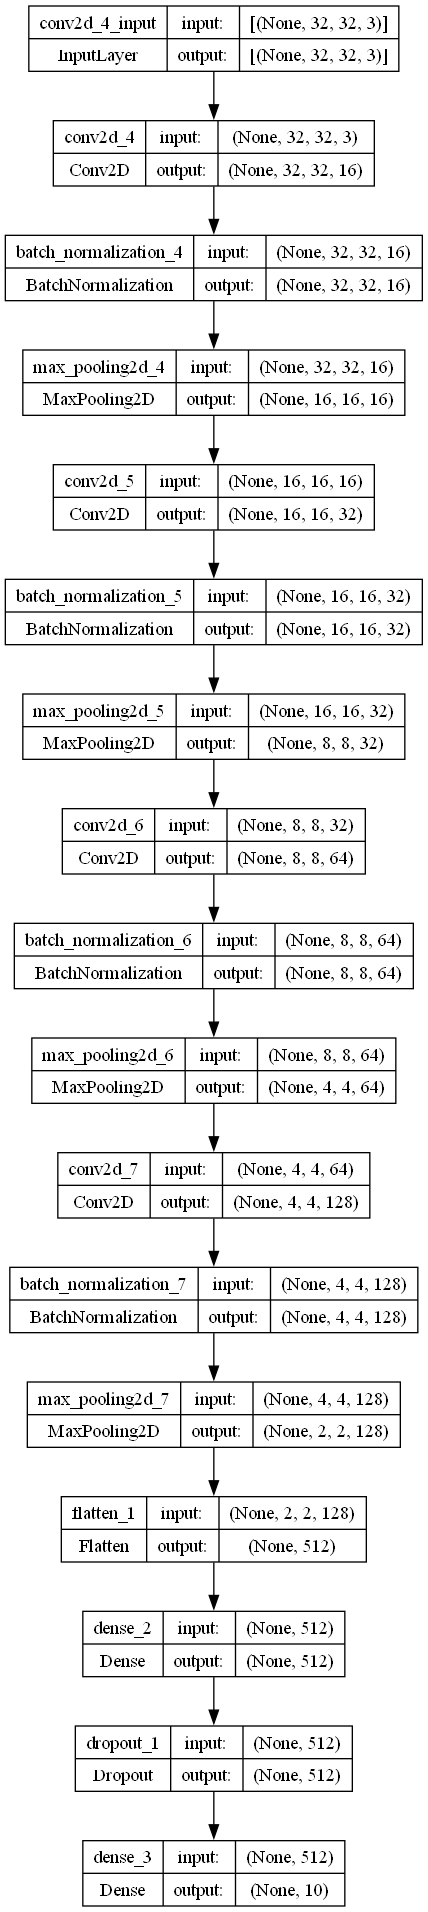 conv2d_4_input input: [(None, 32, 32, 3)]
InputLayer output: [(None, 32, 32, 3)]
conv2d_4 input: (None, 32, 32, 3)
Conv2D output: (None, 32, 32, 16)
batch_normalization_4 input: (None, 32, 32, 16)
BatchNormalization output: (None, 32, 32, 16)
max_pooling2d_4 input: (None, 32, 32, 16)
MaxPooling2D output: (None, 16, 16, 16)
conv2d_5 input: (None, 16, 16, 16)
Conv2D output: (None, 16, 16, 32)
batch_normalization_5 input: (None, 16, 16, 32)
BatchNormalization output: (None, 16, 16, 32)
max_pooling2d_5 input: (None, 16, 16, 32)
MaxPooling2D output: (None, 8, 8, 32)
conv2d_6 input: (None, 8, 8, 32)
Conv2D output: (None, 8, 8, 64)
batch_normalization_6 input: (None, 8, 8, 64)
BatchNormalization output: (None, 8, 8, 64)
max_pooling2d_6 input: (None, 8, 8, 64)
MaxPooling2D output: (None, 4, 4, 64)
conv2d_7 input: (None, 4, 4, 64)
Conv2D output: (None, 4, 4, 128)
batch_normalization_7 input: (None, 4, 4, 128)
BatchNormalization output: (None, 4, 4, 128)
max_pooling2d_7 input: (None, 4, 4, 128)
MaxPooling2D output: (None, 2, 2, 128)
flatten_1 input: (None, 2, 2, 128)
Flatten output: (None, 512)
dense_2 input: (None, 512)
Dense output: (None, 512)
dropout_1 input: (None, 512)
Dropout output: (None, 512)
dense_3 input: (None, 512)
Dense output: (None, 10)